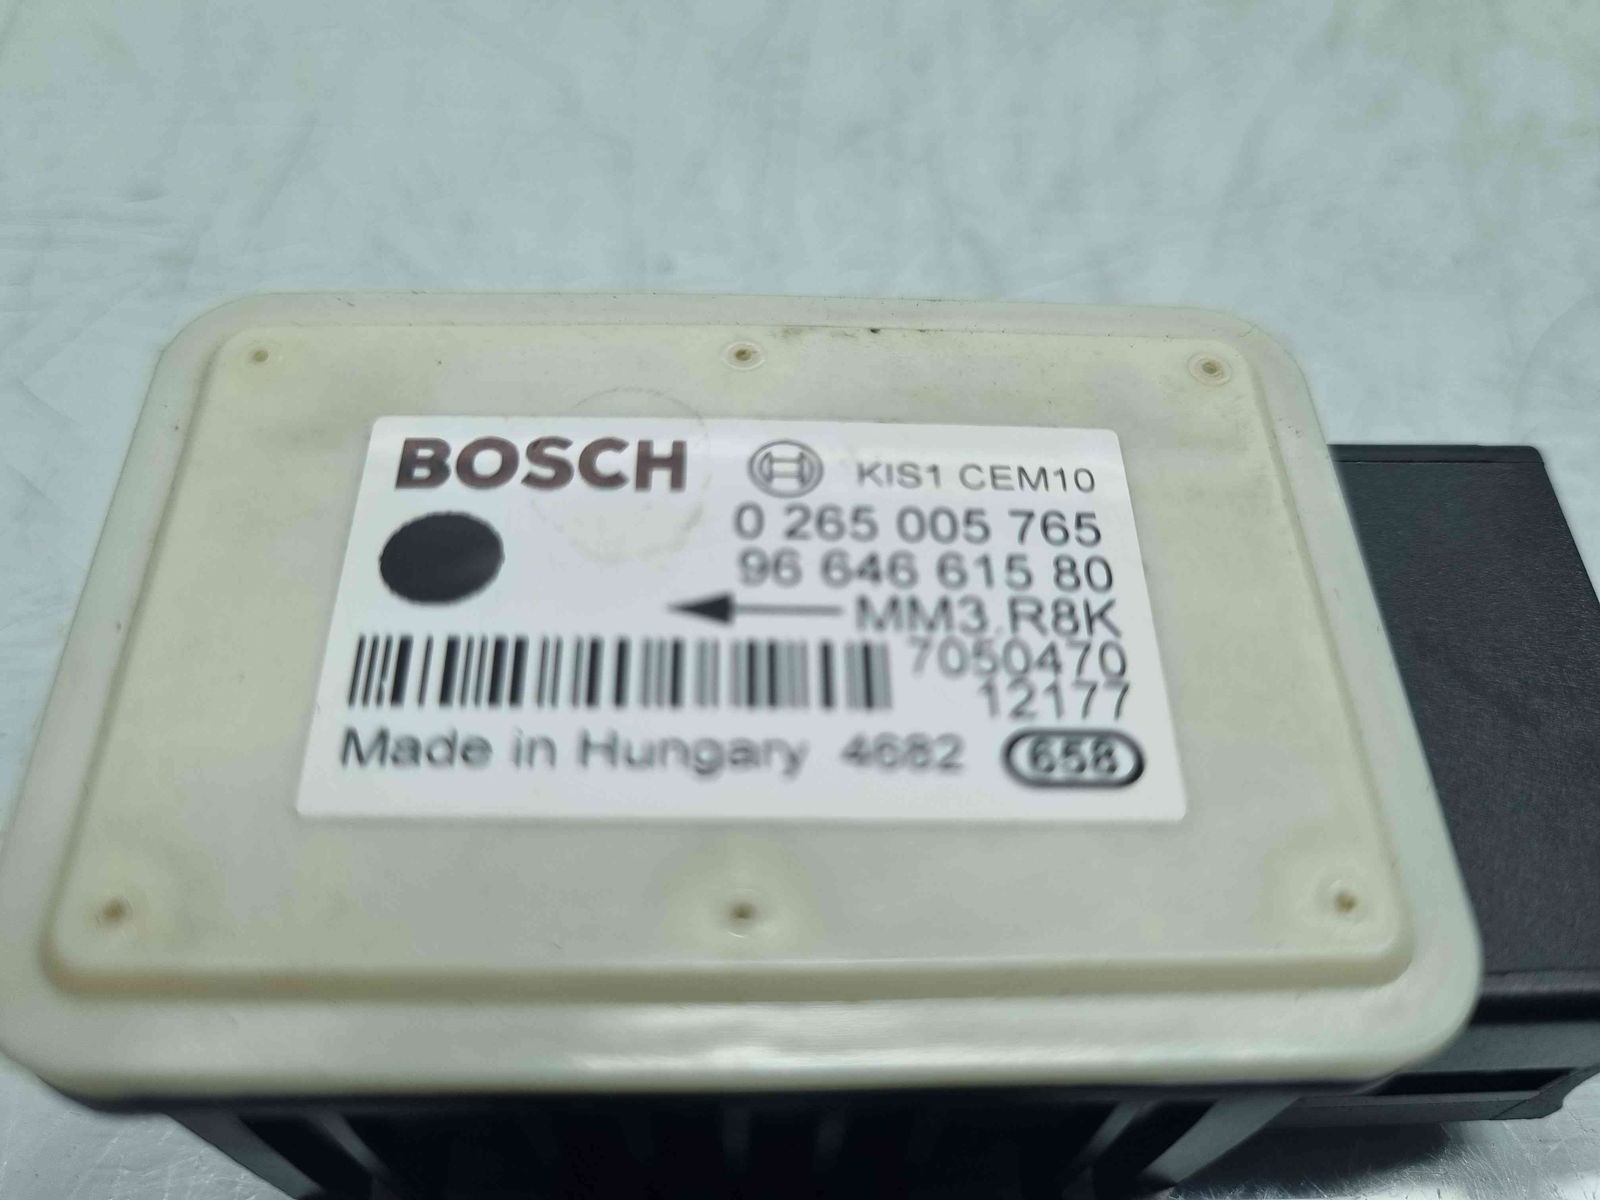 BOSCH KIS1 CEM10
0 265 005 765
96 646 615 80
MM3.R8K
7050470
12177
Made in Hungary 4682 658